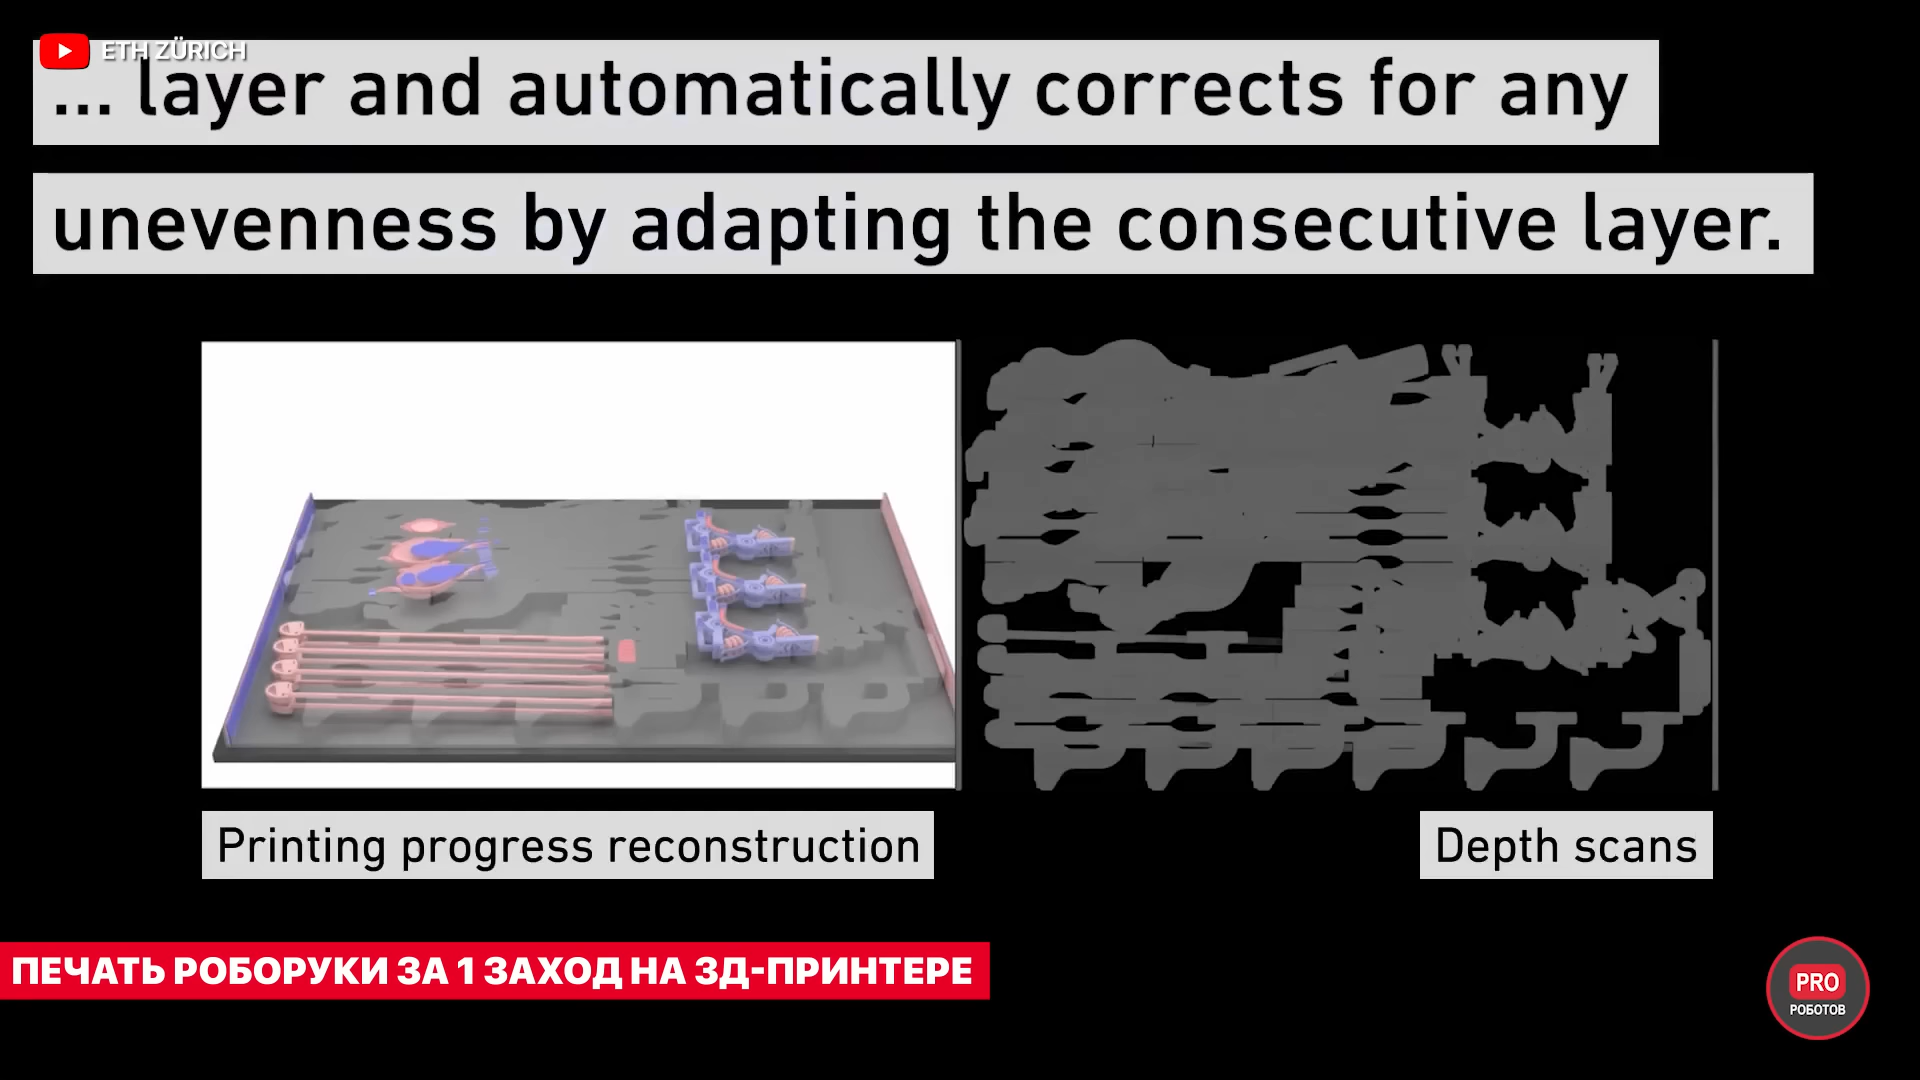 ETH ZÜRICH
... layer and automatically corrects for any
unevenness by adapting the consecutive layer.
Printing progress reconstruction
Depth scans
ПЕЧАТЬ РОБОРУКИ ЗА 1 ЗАХОД НА 3Д-ПРИНТЕРЕ
PRO
РОБОТОВ